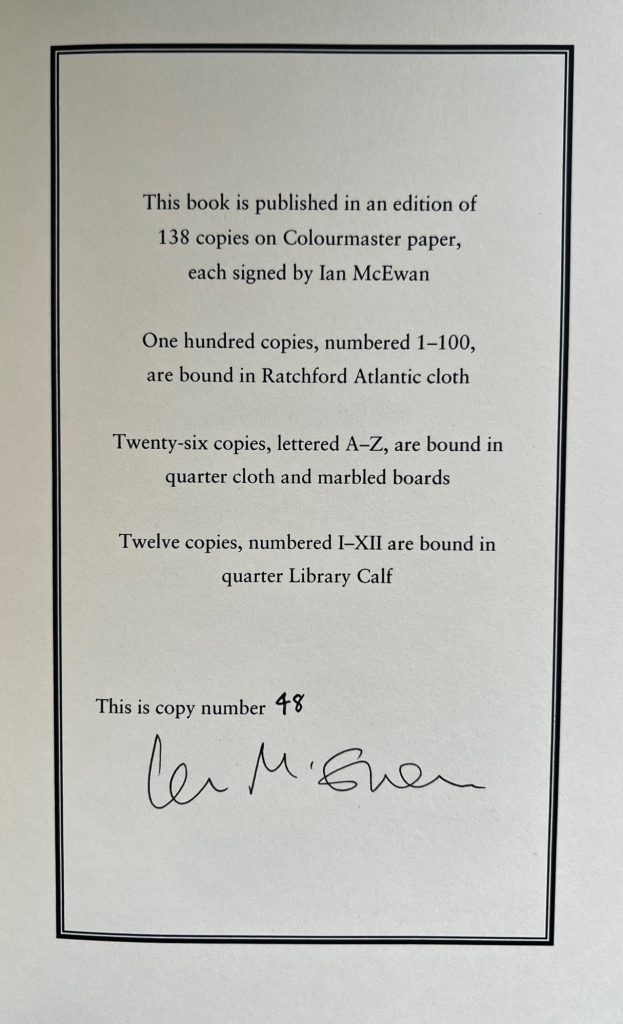 This book is published in an edition of
138 copies on Colourmaster paper,
each signed by Ian McEwan
One hundred copies, numbered 1–100,
are bound in Ratchford Atlantic cloth
Twenty-six copies, lettered A–Z, are bound in
quarter cloth and marbled boards
Twelve copies, numbered I–XII are bound in
quarter Library Calf
This is copy number 48
Ian McEwan